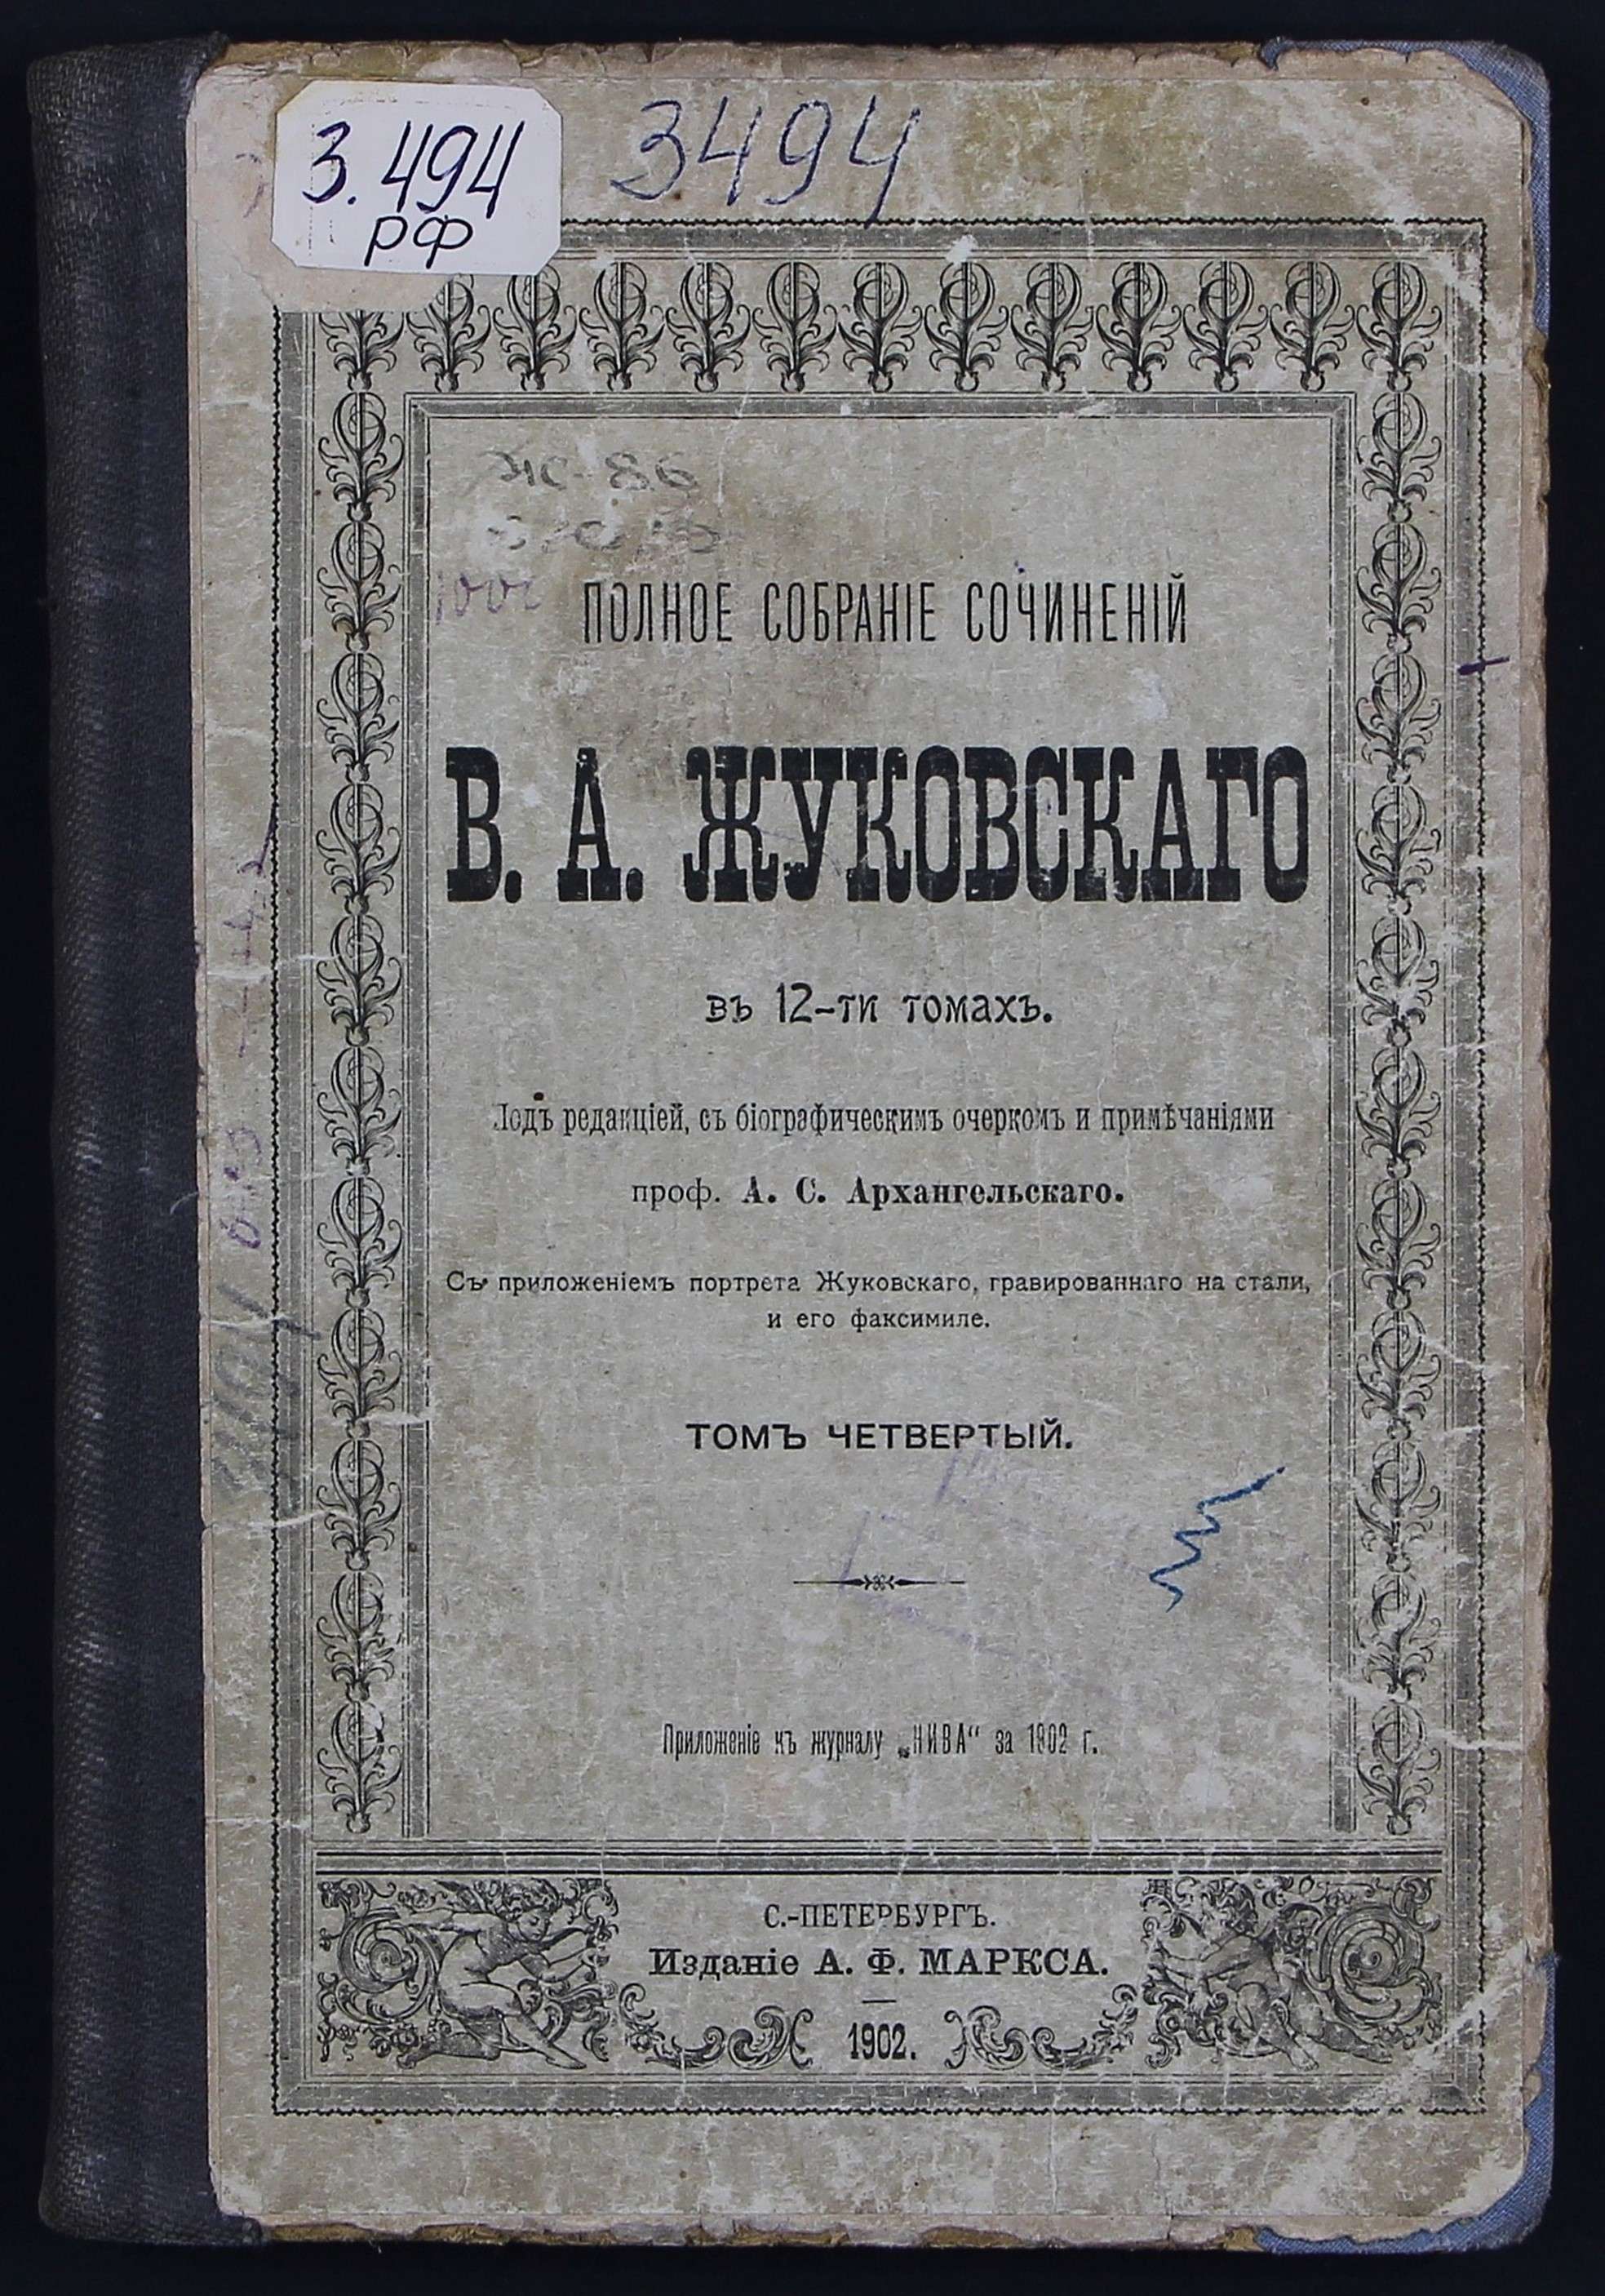 3.494
РФ
3494
Ж-86
ПОЛНОЕ СОБРАНІЕ СОЧИНЕНІЙ
В. А. ЖУКОВСКАГО
въ 12-ти томахъ.
Подъ редакціей, съ біографическимъ очеркомъ и примѣчаніями
проф. А. С. Архангельскаго.
Съ приложеніемъ портрета Жуковскаго, гравированнаго на стали,
и его факсимиле.
ТОМЪ ЧЕТВЕРТЫЙ.
Приложеніе къ журналу „НИВА“ за 1902 г.
С.-ПЕТЕРБУРГЪ.
Изданіе А. Ф. МАРКСА.
1902.